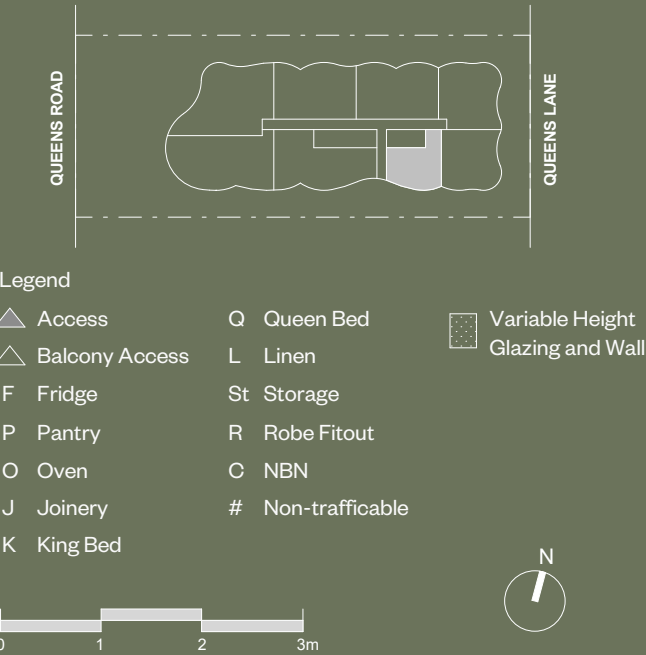 QUEENS ROAD
QUEENS LANE
Legend
Access
Balcony Access
F Fridge
P Pantry
O Oven
J Joinery
K King Bed
Q Queen Bed
L Linen
St Storage
R Robe Fitout
C NBN
# Non-trafficable
Variable Height
Glazing and Wall
N
0 1 2 3m